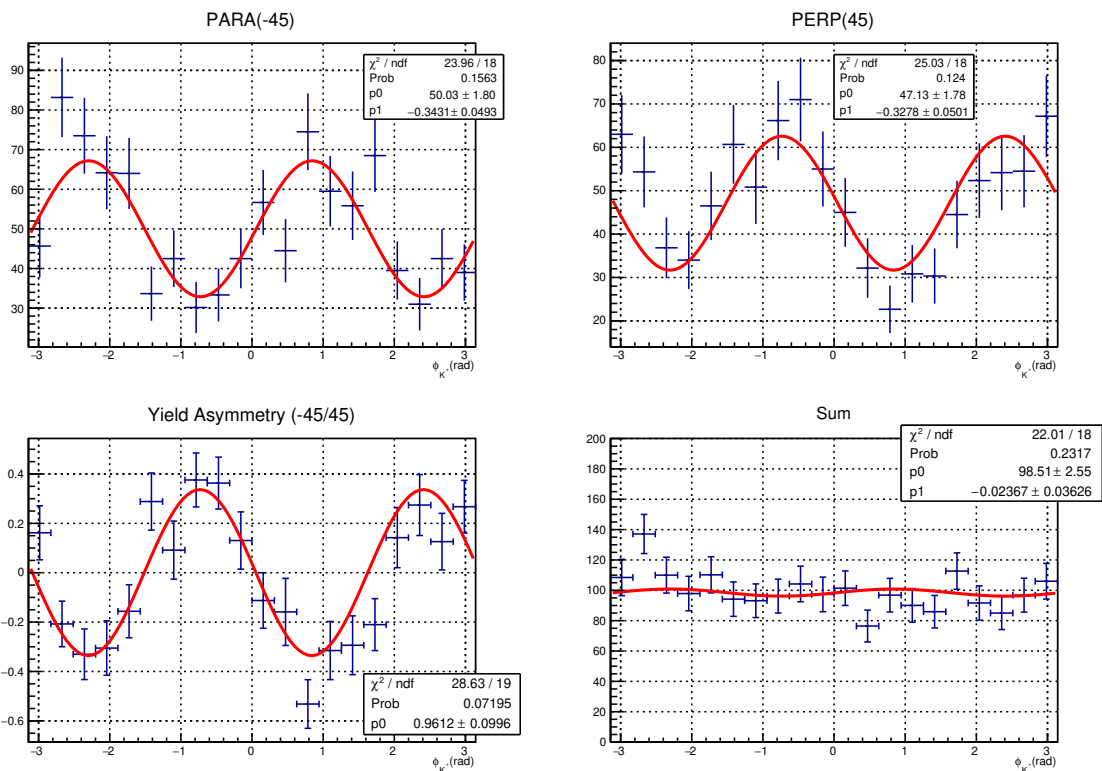 PARA(-45)
χ² / ndf 23.96 / 18
Prob 0.1563
p0 50.03 ± 1.80
p1 −0.3431 ± 0.0493
90
80
70
60
50
40
30
−3 −2 −1 0 1 2 3
ϕK⁺(rad)
PERP(45)
χ² / ndf 25.03 / 18
Prob 0.124
p0 47.13 ± 1.78
p1 −0.3278 ± 0.0501
80
70
60
50
40
30
20
−3 −2 −1 0 1 2 3
ϕK⁺(rad)
Yield Asymmetry (-45/45)
0.4
0.2
0
−0.2
−0.4
−0.6
χ² / ndf 28.63 / 19
Prob 0.07195
p0 0.9612 ± 0.0996
−3 −2 −1 0 1 2 3
ϕK⁺(rad)
Sum
χ² / ndf 22.01 / 18
Prob 0.2317
p0 98.51 ± 2.55
p1 −0.02367 ± 0.03626
200
180
160
140
120
100
80
60
40
20
0
−3 −2 −1 0 1 2 3
ϕK⁺(rad)